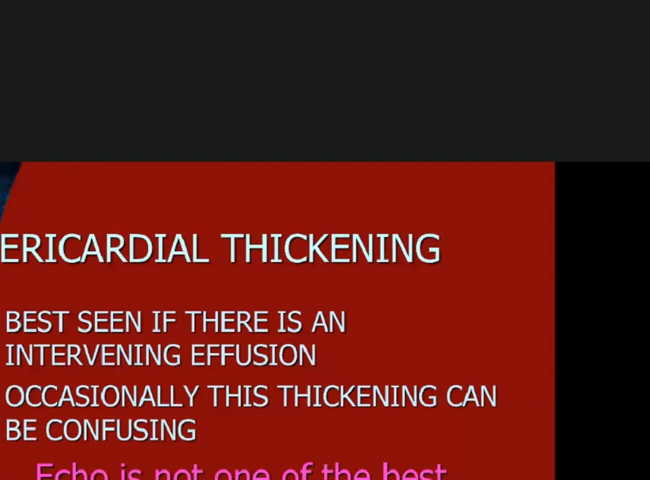 ERICARDIAL THICKENING
BEST SEEN IF THERE IS AN
INTERVENING EFFUSION
OCCASIONALLY THIS THICKENING CAN
BE CONFUSING
Echo is not one of the best